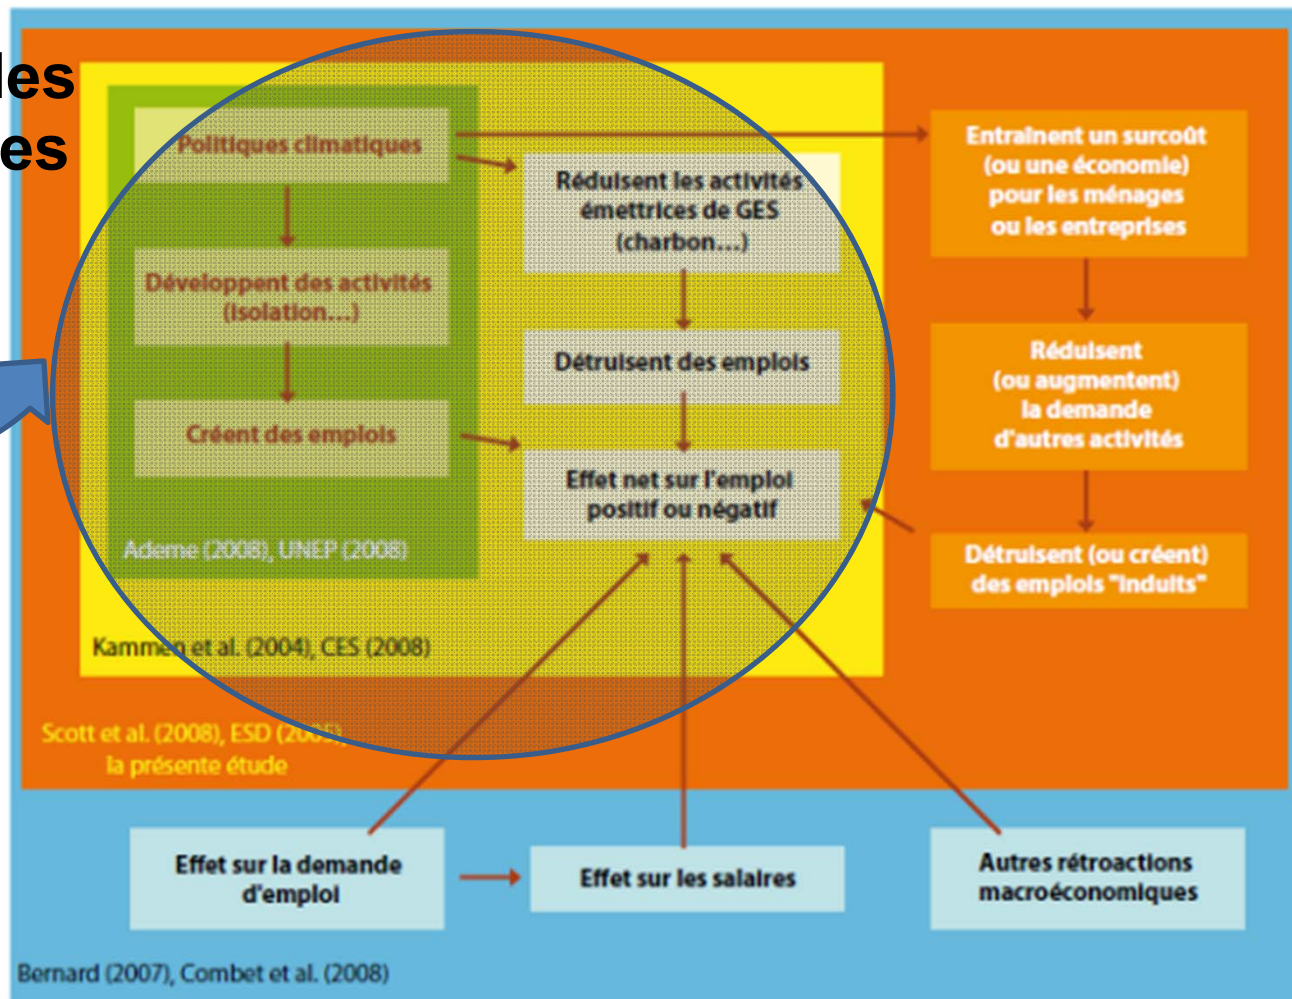 les
es
Politiques climatiques
Développent des activités
(isolation...)
Créent des emplois
Ademe (2008), UNEP (2008)
Réduisent les activités
émettrices de GES
(charbon...)
Détruisent des emplois
Effet net sur l'emploi
positif ou négatif
Kammen et al. (2004), CES (2008)
Entraînent un surcoût
(ou une économie)
pour les ménages
ou les entreprises
Réduisent
(ou augmentent)
la demande
d'autres activités
Détruisent (ou créent)
des emplois "induits"
Scott et al. (2008), ESD (2005),
la présente étude
Effet sur la demande
d'emploi
Effet sur les salaires
Autres rétroactions
macroéconomiques
Bernard (2007), Combet et al. (2008)